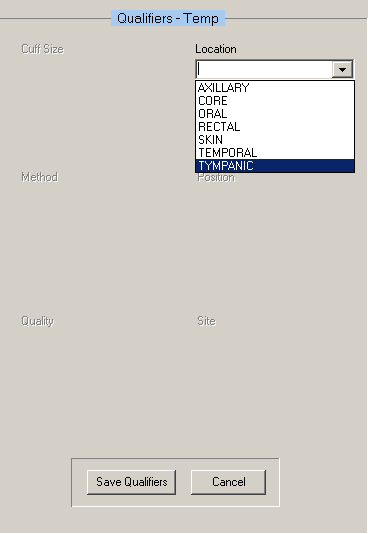 Qualifiers - Temp
Cuff Size
Location
AXILLARY
CORE
ORAL
RECTAL
SKIN
TEMPORAL
TYMPANIC
Method
Position
Quality
Site
Save Qualifiers
Cancel